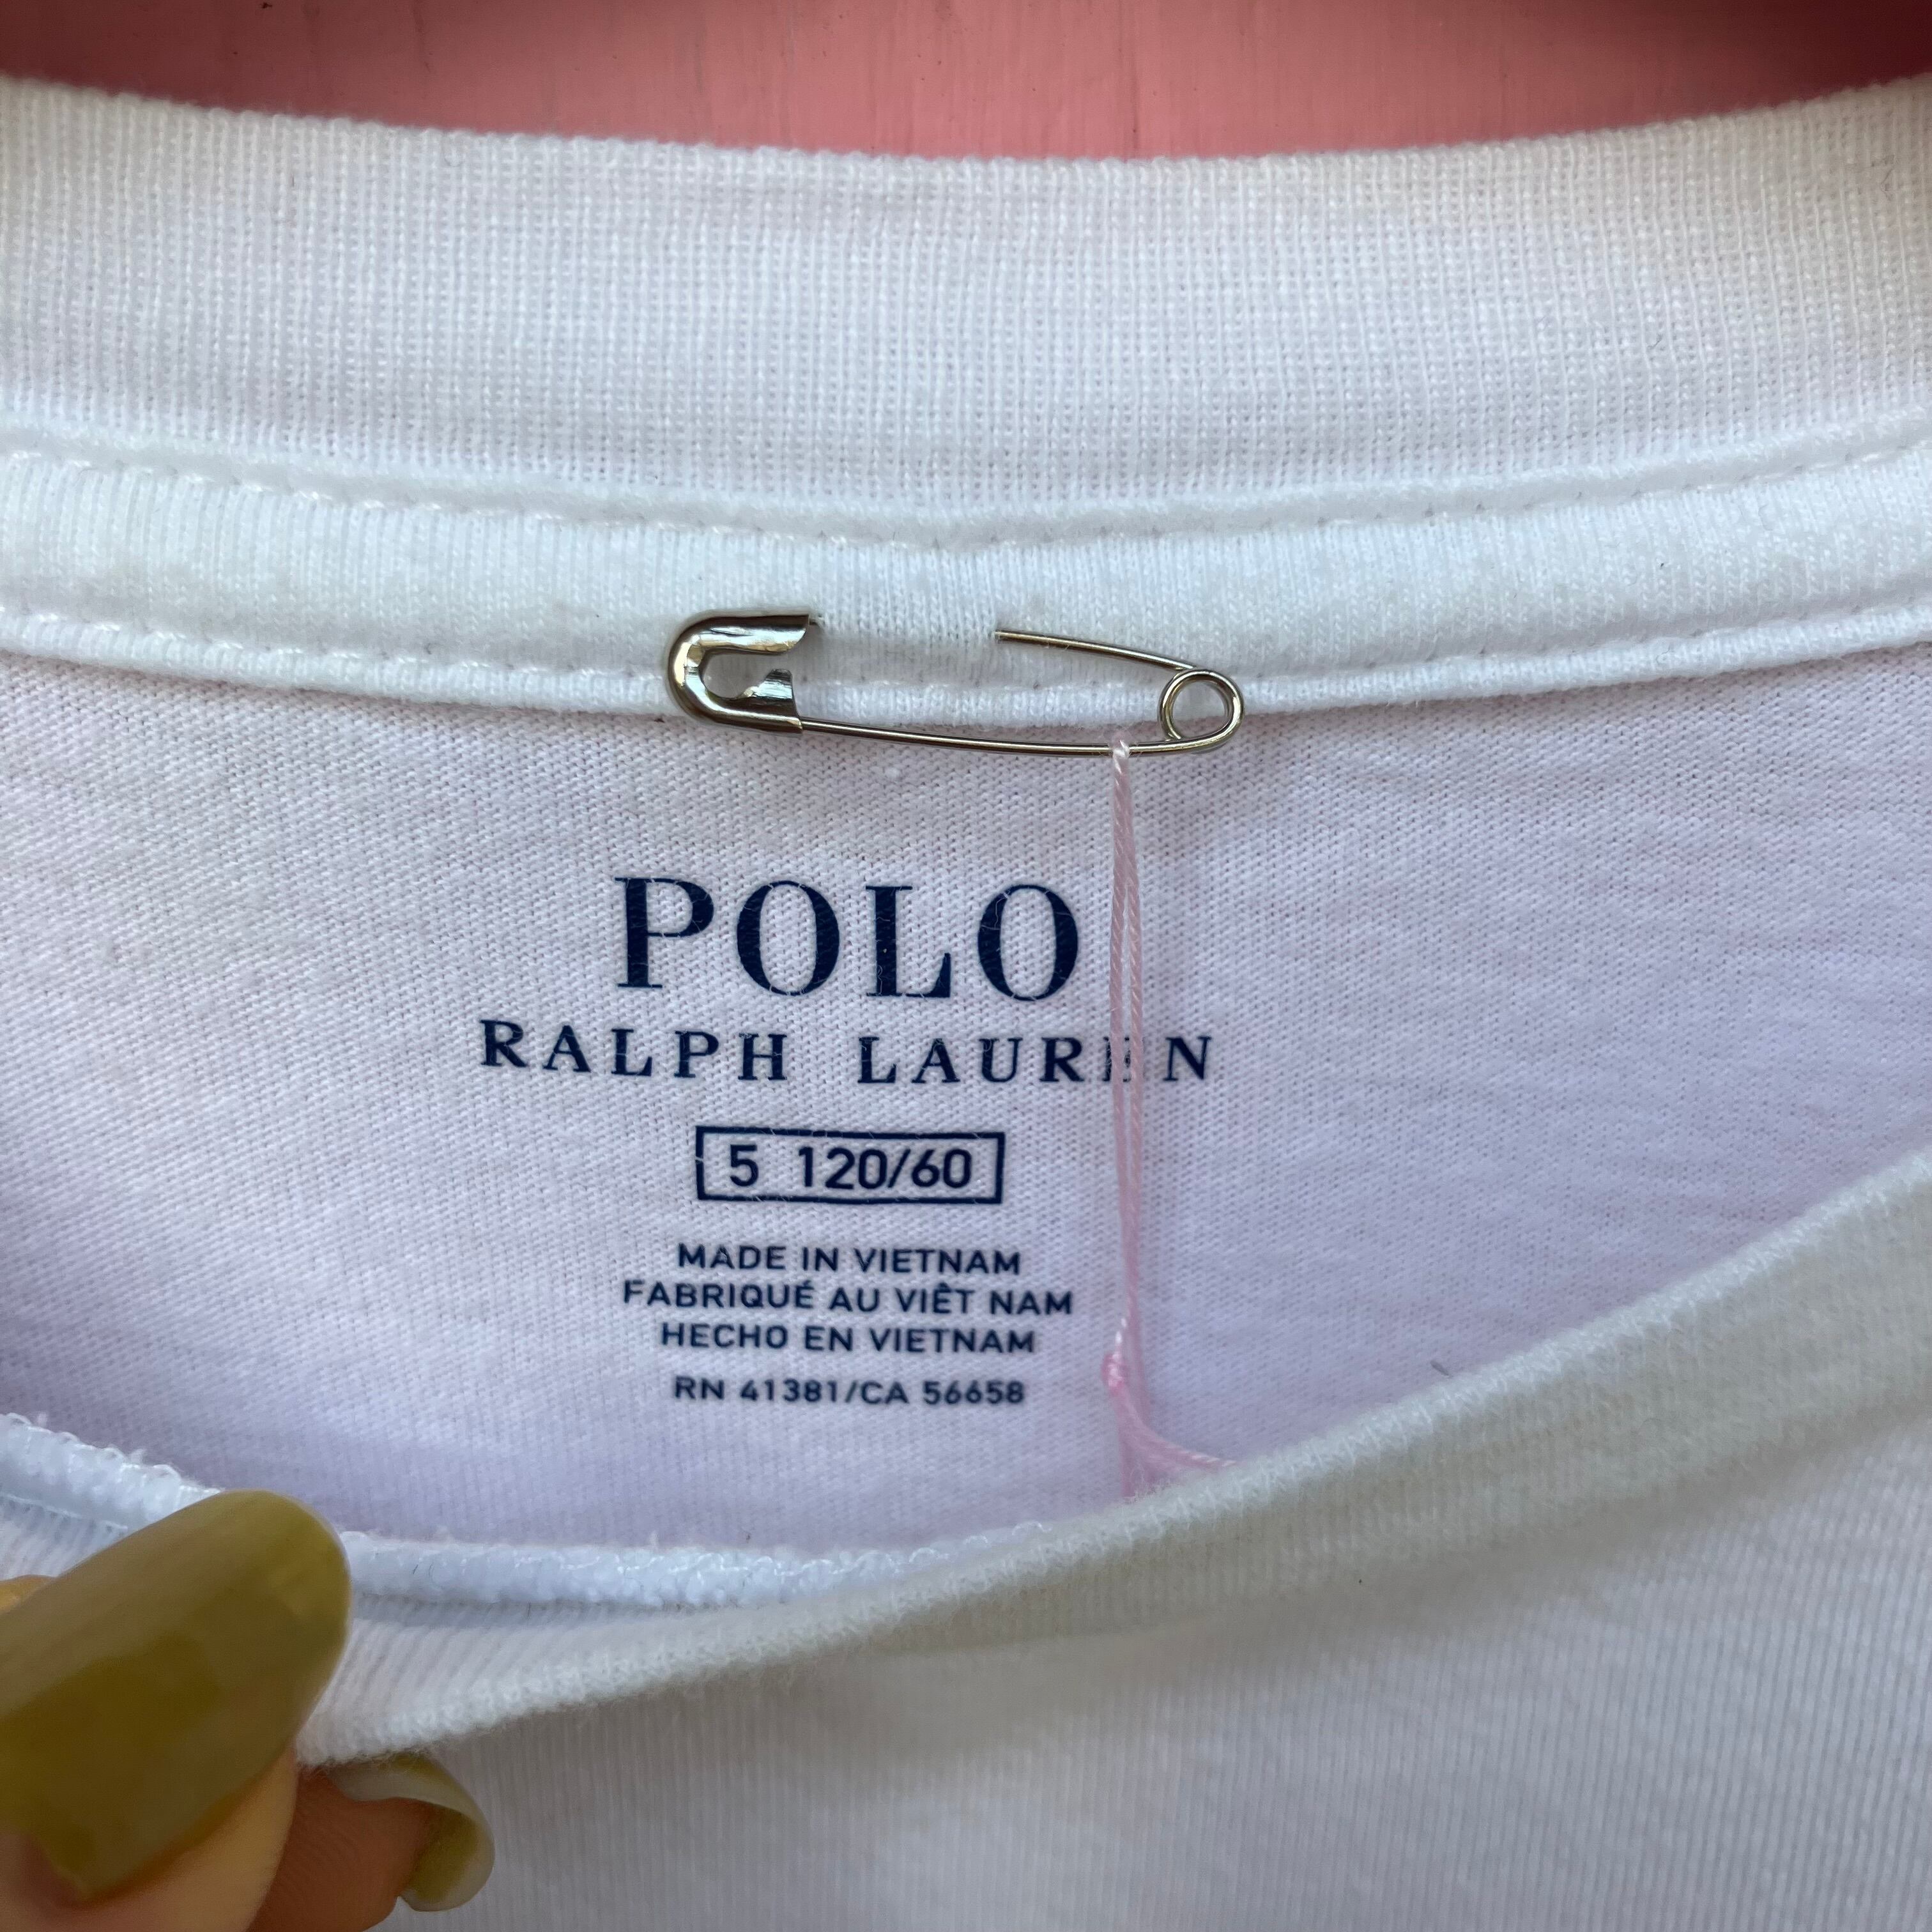 POLO
RALPH LAUREN
5 120/60
MADE IN VIETNAM
FABRIQUÉ AU VIÊT NAM
HECHO EN VIETNAM
RN 41381/CA 56658